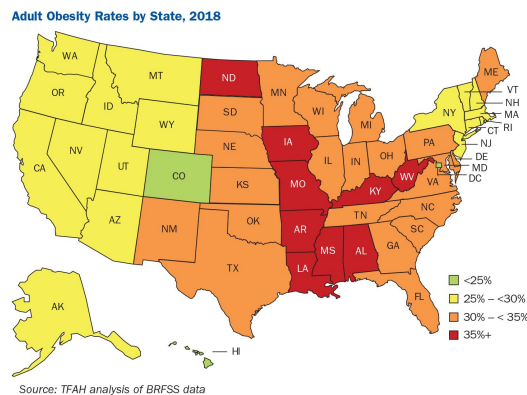 Adult Obesity Rates by State, 2018
WA
MT
ND
MN
ME
VT
NH
MA
RI
CT
NJ
DE
MD
DC
OR
ID
SD
WI
MI
NY
WY
NE
IA
PA
NV
UT
CO
IL
IN
OH
CA
KS
MO
KY
WV
VA
AZ
NM
OK
AR
TN
NC
SC
TX
LA
MS
AL
GA
FL
AK
HI
<25%
25% – <30%
30% – < 35%
35%+
Source: TFAH analysis of BRFSS data